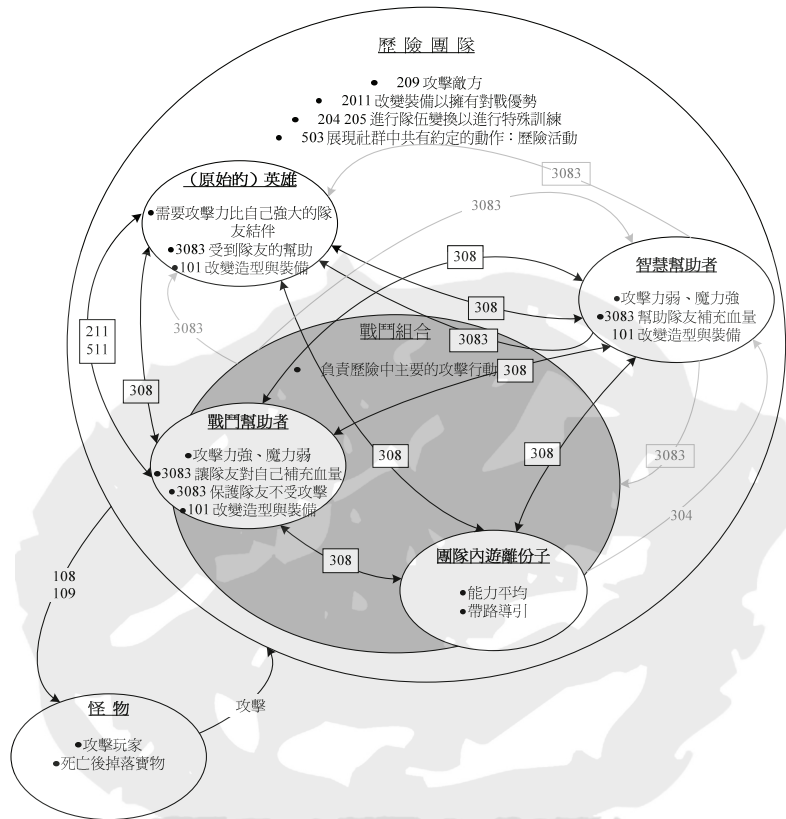 歷 險 團 隊
● 209 攻擊敵方
● 2011 改變裝備以擁有對戰優勢
● 204 205 進行隊伍變換以進行特殊訓練
● 503 展現社群中共有約定的動作：歷險活動
3083
（原始的）英雄
●需要攻擊力比自己強大的隊
友結伴
●3083 受到隊友的幫助
●101 改變造型與裝備
3083
308
智慧幫助者
●攻擊力弱、魔力強
●3083 幫助隊友補充血量
101 改變造型與裝備
308
211
511
3083
戰鬥組合
3083
● 負責歷險中主要的攻擊行動
308
308
戰鬥幫助者
●攻擊力強、魔力弱
●3083 讓隊友對自己補充血量
●3083 保護隊友不受攻擊
●101 改變造型與裝備
308
308
3083
304
308
團隊內遊離份子
●能力平均
●帶路導引
108
109
攻擊
怪 物
●攻擊玩家
●死亡後掉落寶物